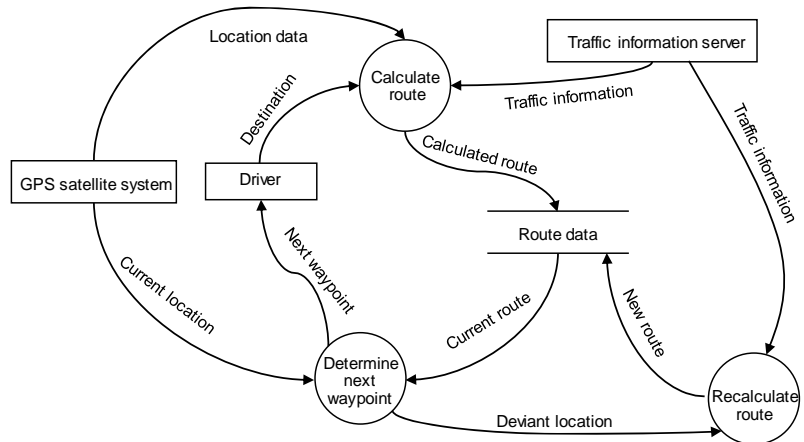 Location data
Traffic information server
Calculate
route
Destination
Traffic information
Traffic information
Calculated route
GPS satellite system
Driver
Route data
Next waypoint
Current location
Current route
New route
Determine
next
waypoint
Recalculate
route
Deviant location